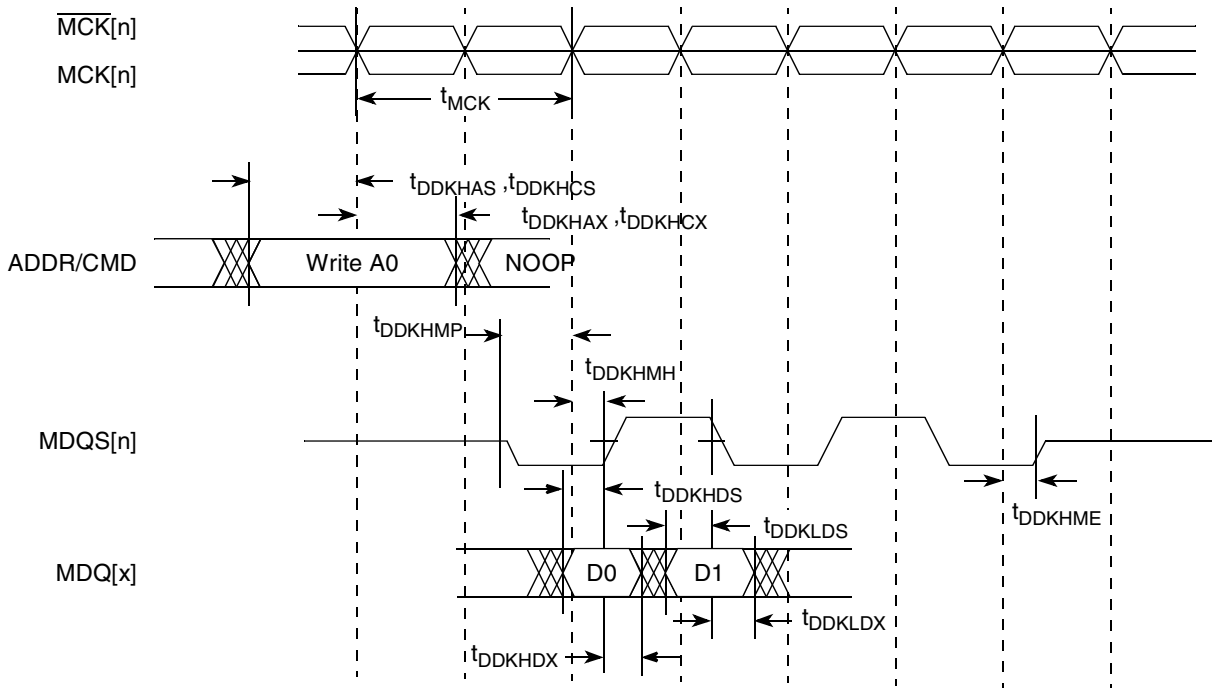 MCK[n]
MCK[n]
tMCK
tDDKHAS ,tDDKHCS
tDDKHAX ,tDDKHCX
ADDR/CMD
Write A0
NOOP
tDDKHMP
tDDKHMH
MDQS[n]
tDDKHDS
tDDKHME
tDDKLDS
MDQ[x]
D0
D1
tDDKLDX
tDDKHDX